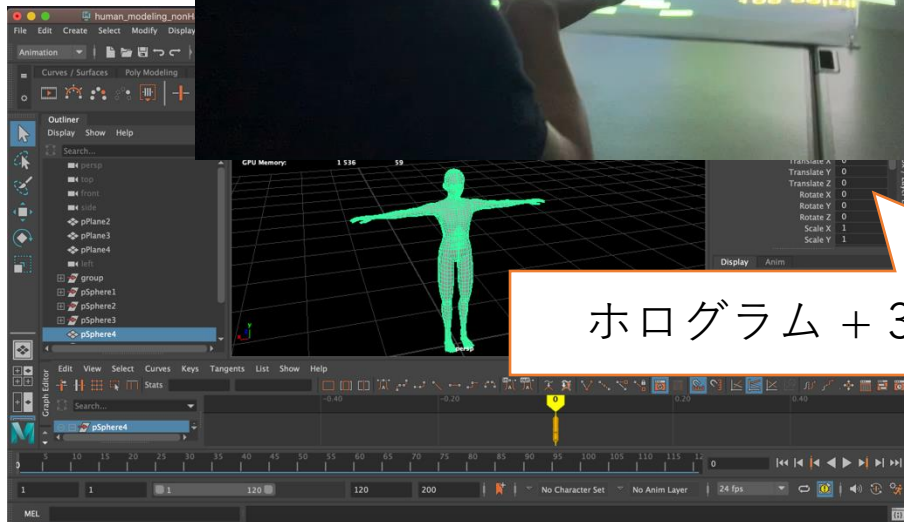 human_modeling_nonH
File Edit Create Select Modify Display
Animation
Curves / Surfaces Poly Modeling
Outliner
Display Show Help
Search...
persp
top
front
side
pPlane2
pPlane3
pPlane4
left
group
pSphere1
pSphere2
pSphere3
pSphere4
GPU Memory: 1 536 59
persp
Translate X 0
Translate Y 0
Translate Z 0
Rotate X 0
Rotate Y 0
Rotate Z 0
Scale X 1
Scale Y 1
Display Anim
ホログラム + 3
Graph Editor
Edit View Select Curves Keys Tangents List Show Help
Stats
Search...
-0.40 -0.20 0 0.20 0.40
pSphere4
5 10 15 20 25 30 35 40 45 50 55 60 65 70 75 80 85 90 95 100 105 110 115 12 0
1 1 1 120 120 200 No Character Set No Anim Layer 24 fps
MEL